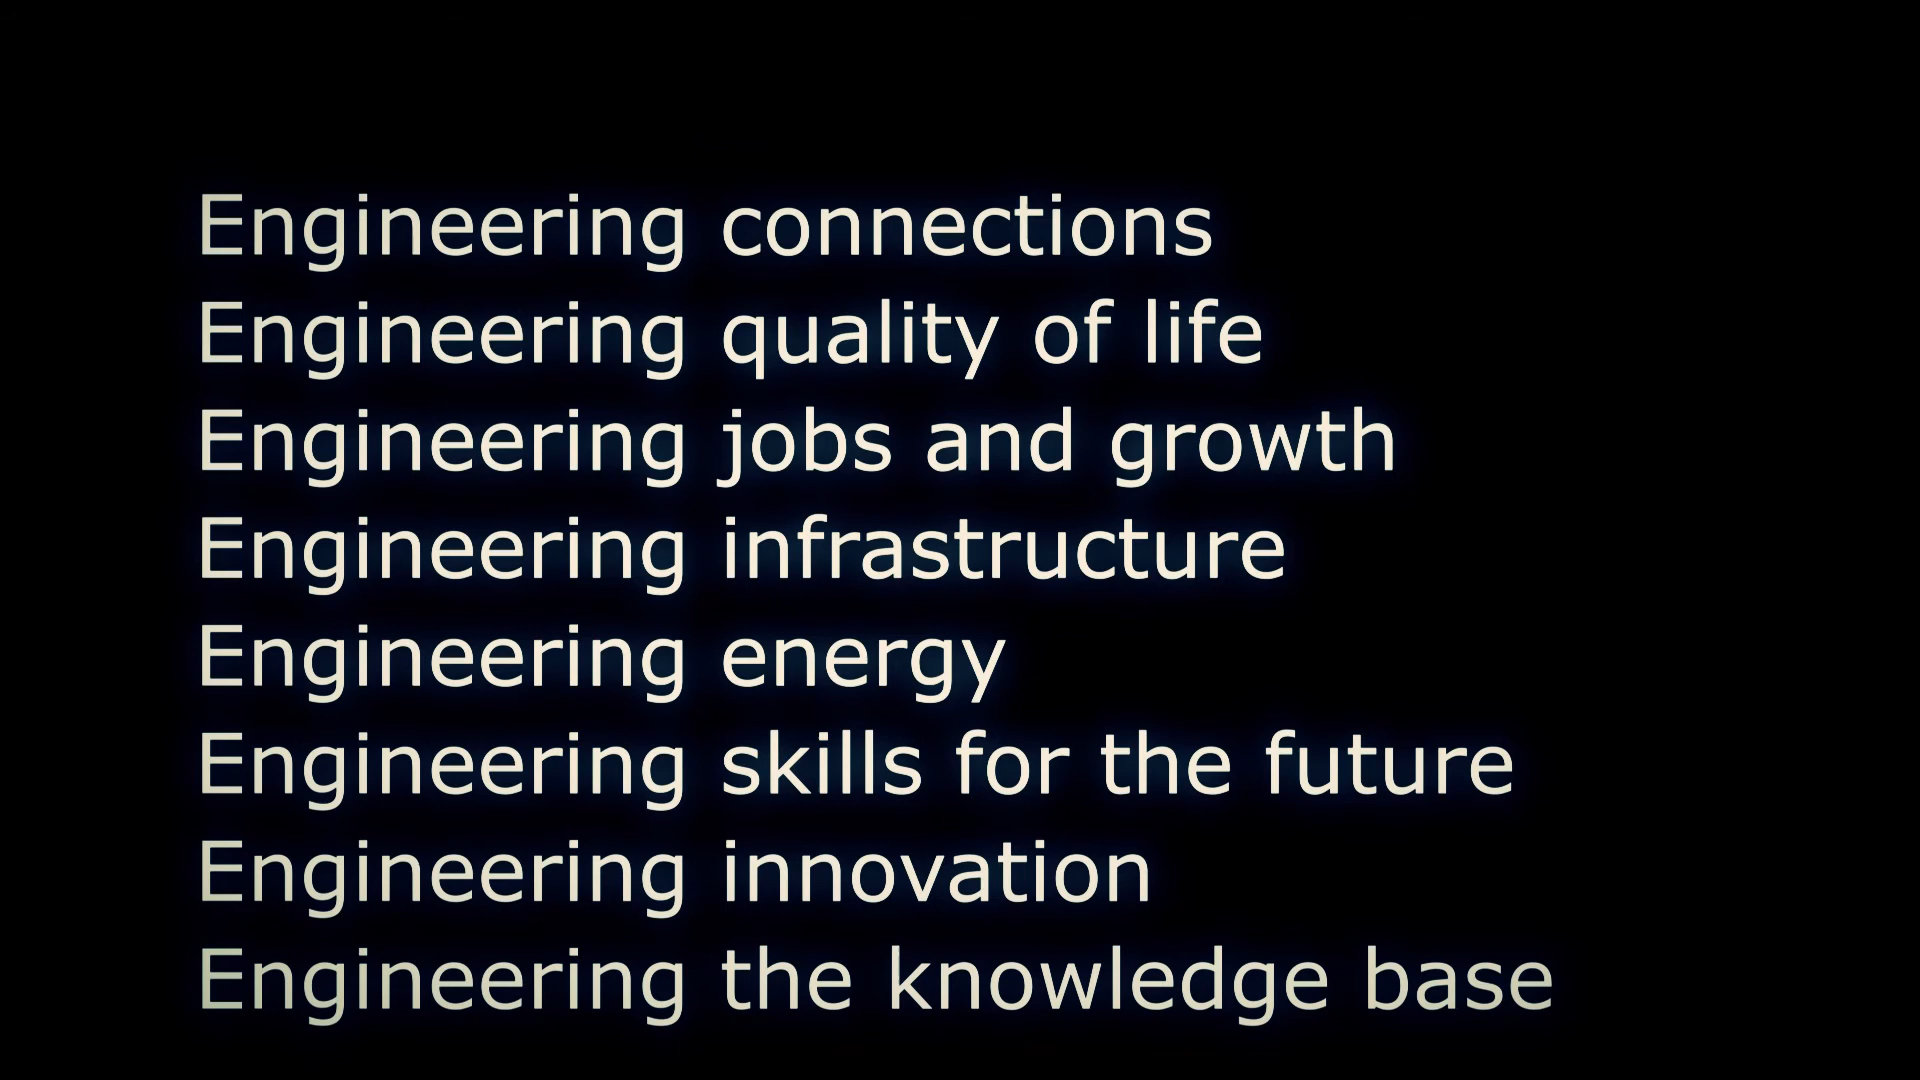 Engineering connections
Engineering quality of life
Engineering jobs and growth
Engineering infrastructure
Engineering energy
Engineering skills for the future
Engineering innovation
Engineering the knowledge base